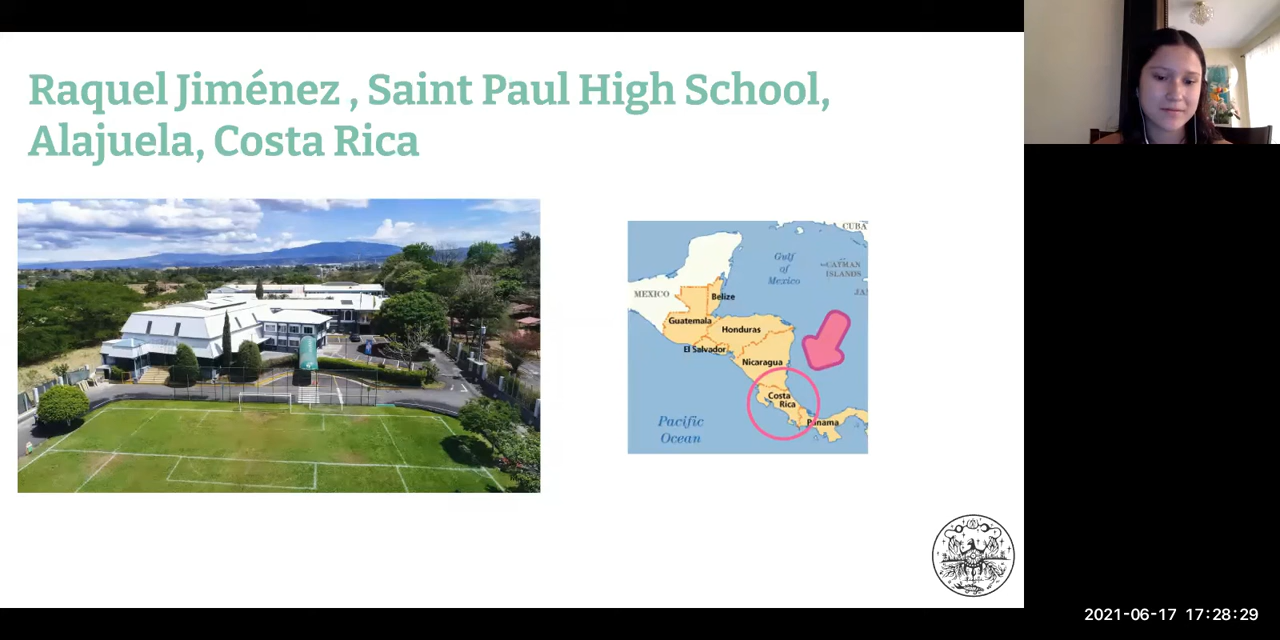 Raquel Jiménez , Saint Paul High School,
Alajuela, Costa Rica
CUBA
Gulf
of
Mexico
CAYMAN
ISLANDS
MEXICO
Belize
JA
Guatemala
Honduras
El Salvador
Nicaragua
Costa
Rica
Panama
Pacific
Ocean
2021-06-17 17:28:29